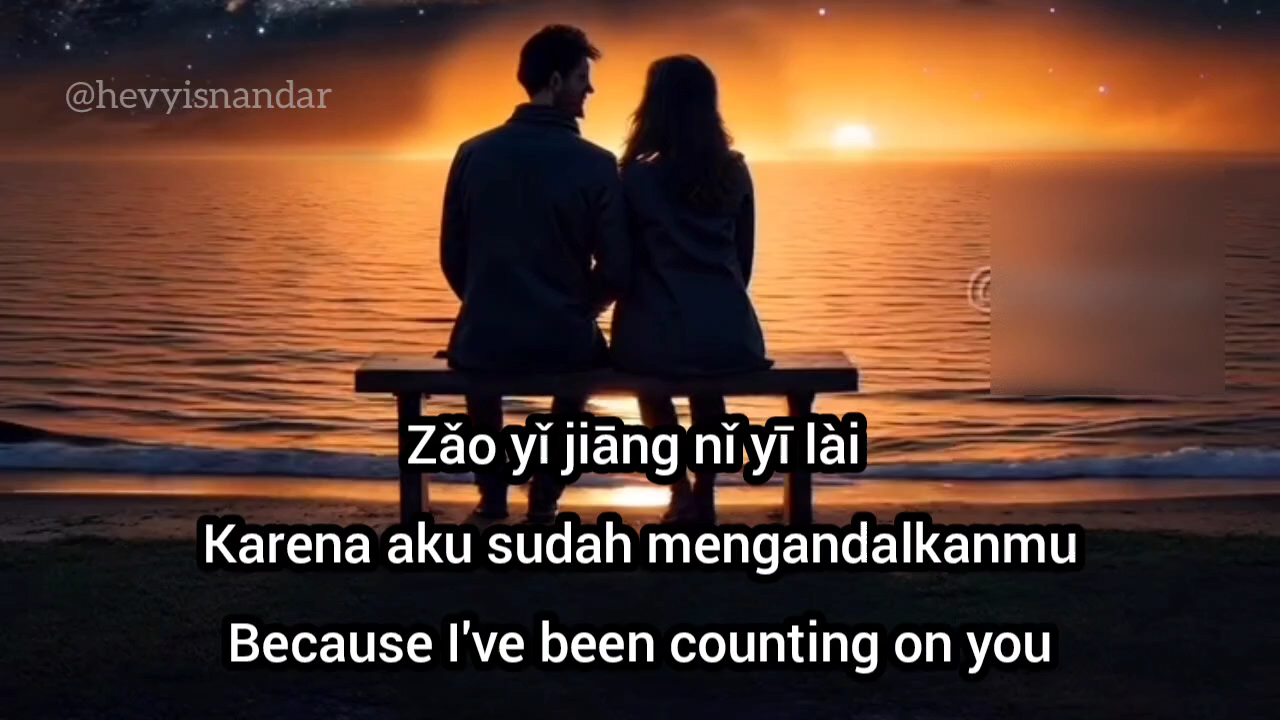 @hevyisnandar
@
Zǎo yǐ jiāng nǐ yī lài
Karena aku sudah mengandalkanmu
Because I've been counting on you